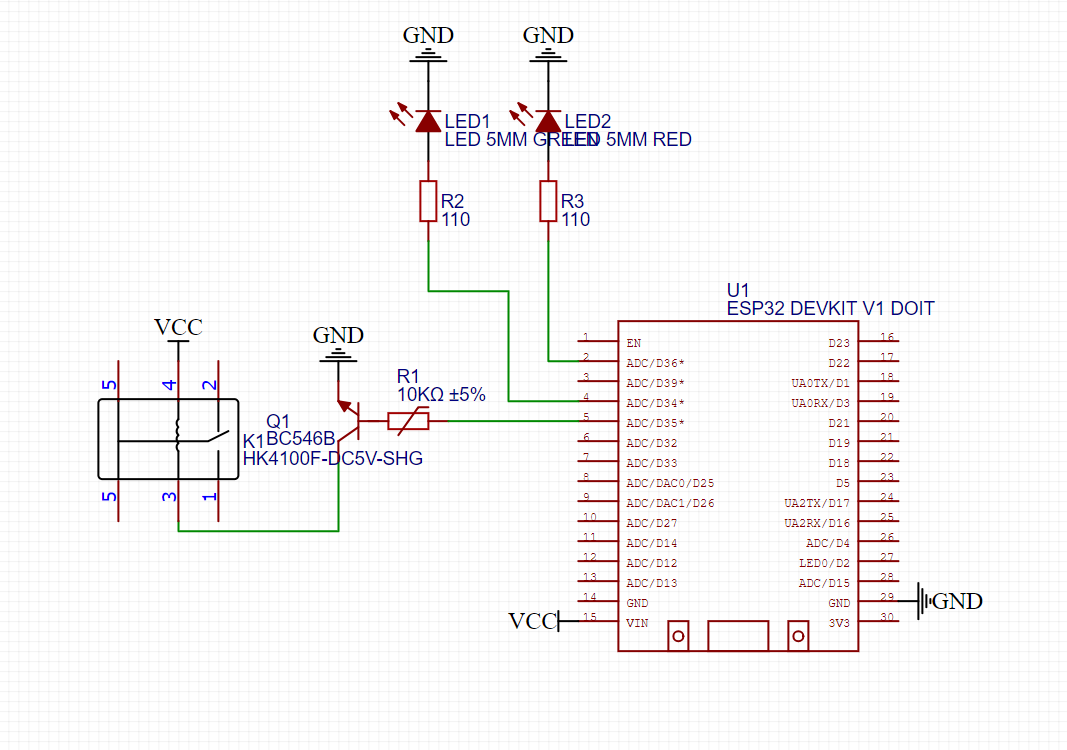 GND
GND
LED1
LED 5MM GREEN
LED2
LED 5MM RED
R2
110
R3
110
U1
ESP32 DEVKIT V1 DOIT
VCC
GND
R1
10KΩ ±5%
5
4
2
Q1
BC546B
K1
HK4100F-DC5V-SHG
5
3
1
1 EN
2 ADC/D36*
3 ADC/D39*
4 ADC/D34*
5 ADC/D35*
6 ADC/D32
7 ADC/D33
8 ADC/DAC0/D25
9 ADC/DAC1/D26
10 ADC/D27
11 ADC/D14
12 ADC/D12
13 ADC/D13
14 GND
VCC 15 VIN
D23 16
D22 17
UA0TX/D1 18
UA0RX/D3 19
D21 20
D19 21
D18 22
D5 23
UA2TX/D17 24
UA2RX/D16 25
ADC/D4 26
LED0/D2 27
ADC/D15 28
GND 29 GND
3V3 30